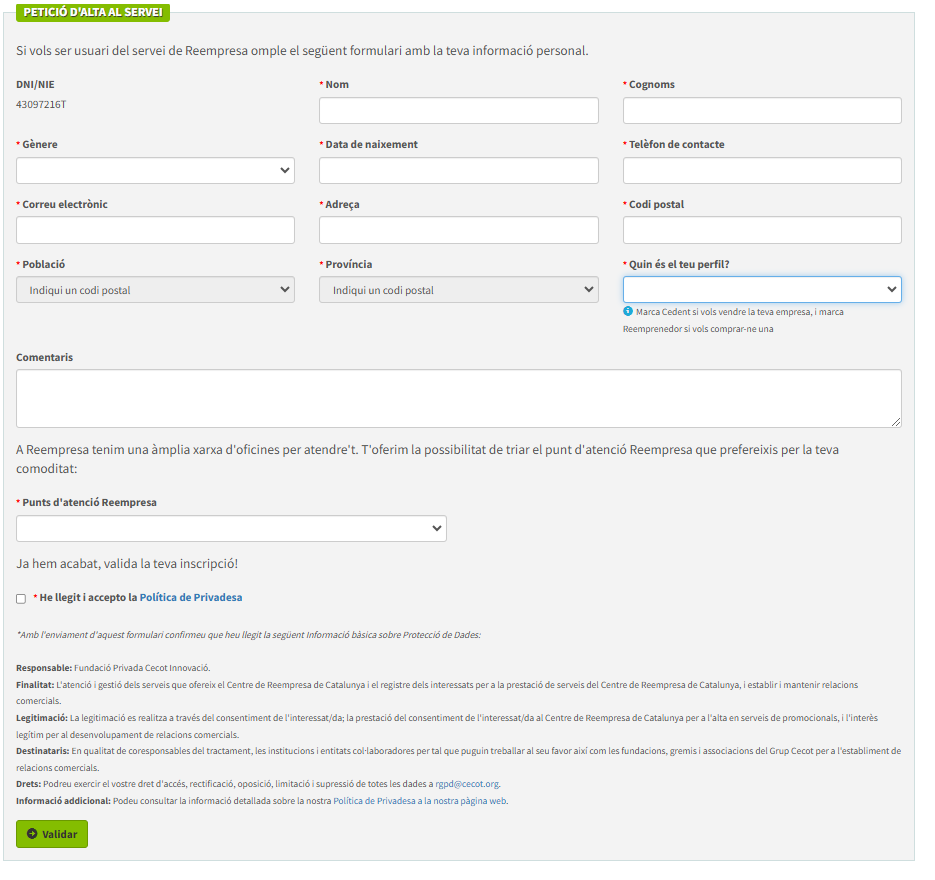 PETICIÓ D'ALTA AL SERVEI
Si vols ser usuari del servei de Reempresa omple el següent formulari amb la teva informació personal.
DNI/NIE
43097216T
* Nom
* Cognoms
* Gènere
* Data de naixement
* Telèfon de contacte
* Correu electrònic
* Adreça
* Codi postal
* Població
Indiqui un codi postal
* Província
Indiqui un codi postal
* Quin és el teu perfil?
Marca Cedent si vols vendre la teva empresa, i marca
Reemprenedor si vols comprar-ne una
Comentaris
A Reempresa tenim una àmplia xarxa d'oficines per atendre't. T'oferim la possibilitat de triar el punt d'atenció Reempresa que prefereixis per la teva
comoditat:
* Punts d'atenció Reempresa
Ja hem acabat, valida la teva inscripció!
* He llegit i accepto la Política de Privadesa
*Amb l'enviament d'aquest formulari confirmeu que heu llegit la següent Informació bàsica sobre Protecció de Dades:
Responsable: Fundació Privada Cecot Innovació.
Finalitat: L'atenció i gestió dels serveis que ofereix el Centre de Reempresa de Catalunya i el registre dels interessats per a la prestació de serveis del Centre de Reempresa de Catalunya, i establir i mantenir relacions
comercials.
Legitimació: La legitimació es realitza a través del consentiment de l'interessat/da; la prestació del consentiment de l'interessat/da al Centre de Reempresa de Catalunya per a l'alta en serveis de promocionals, i l'interès
legítim per al desenvolupament de relacions comercials.
Destinataris: En qualitat de coresponsables del tractament, les institucions i entitats col·laboradores per tal que puguin treballar al seu favor així com les fundacions, gremis i associacions del Grup Cecot per a l'establiment de
relacions comercials.
Drets: Podreu exercir el vostre dret d'accés, rectificació, oposició, limitació i supressió de totes les dades a rgpd@cecot.org.
Informació addicional: Podeu consultar la informació detallada sobre la nostra Política de Privadesa a la nostra pàgina web.
Validar